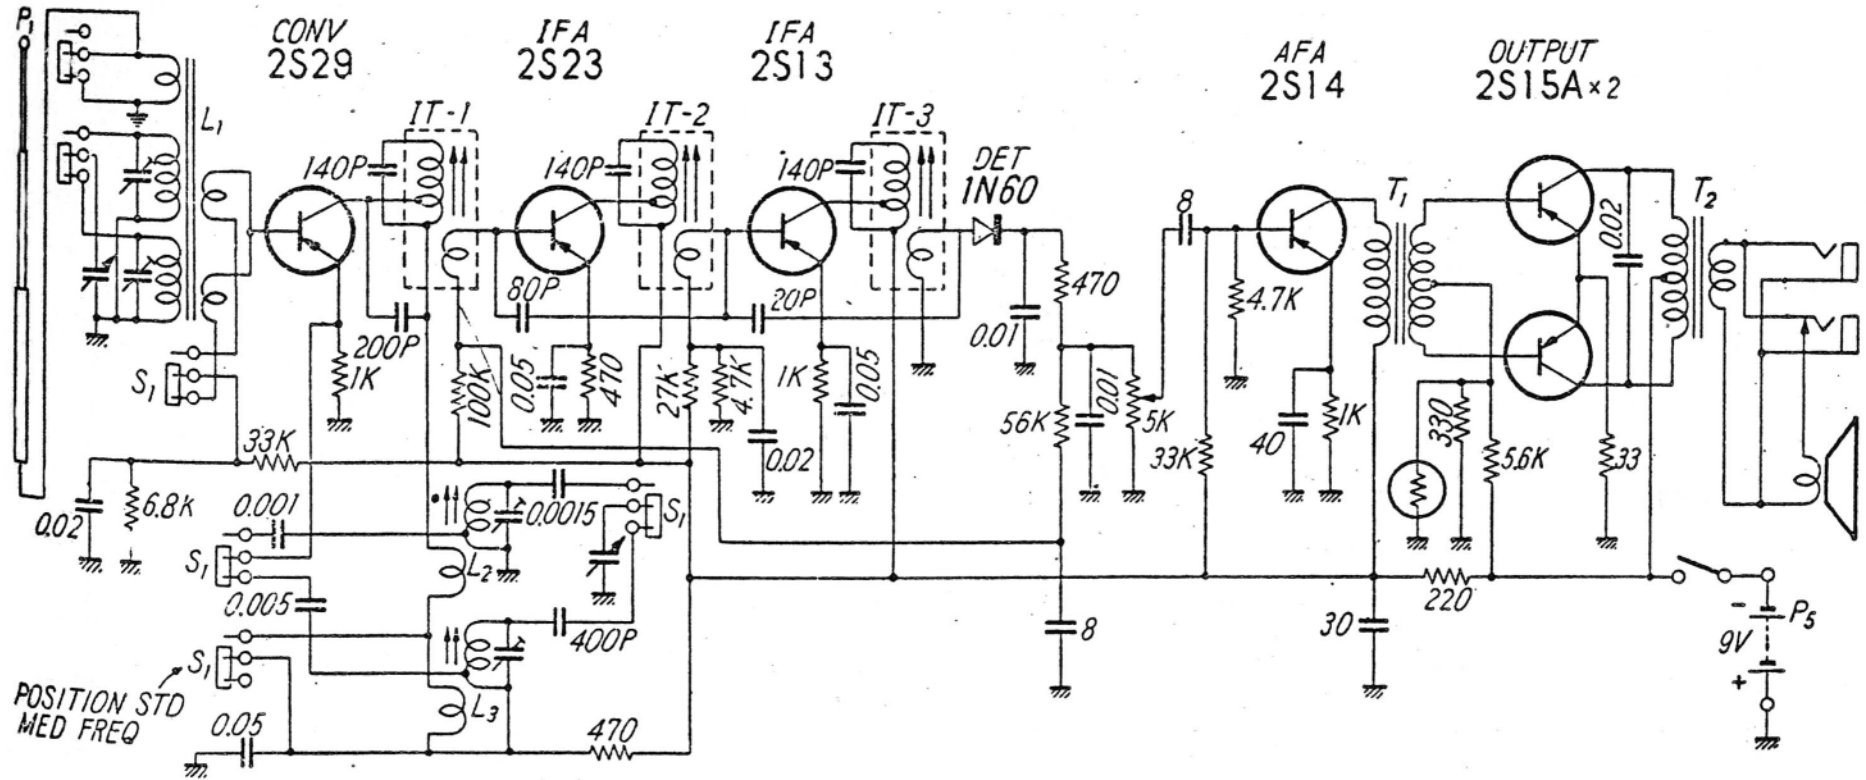 P1
CONV
2S29
IFA
2S23
IFA
2S13
AFA
2S14
OUTPUT
2S15A×2
L1
IT-1
IT-2
IT-3
DET
1N60
140P
140P
140P
8
T1
T2
0.02
200P
80P
20P
0.01
470
4.7K
S1
1K
100K
0.05
470
27K
4.7K
0.02
1K
0.05
56K
0.01
5K
33K
40
1K
330
5.6K
33
33K
0.02
6.8K
0.001
0.0015
S1
S1
L2
0.005
400P
8
30
220
-
P5
9V
+
S1
L3
POSITION STD
MED FREQ
0.05
470